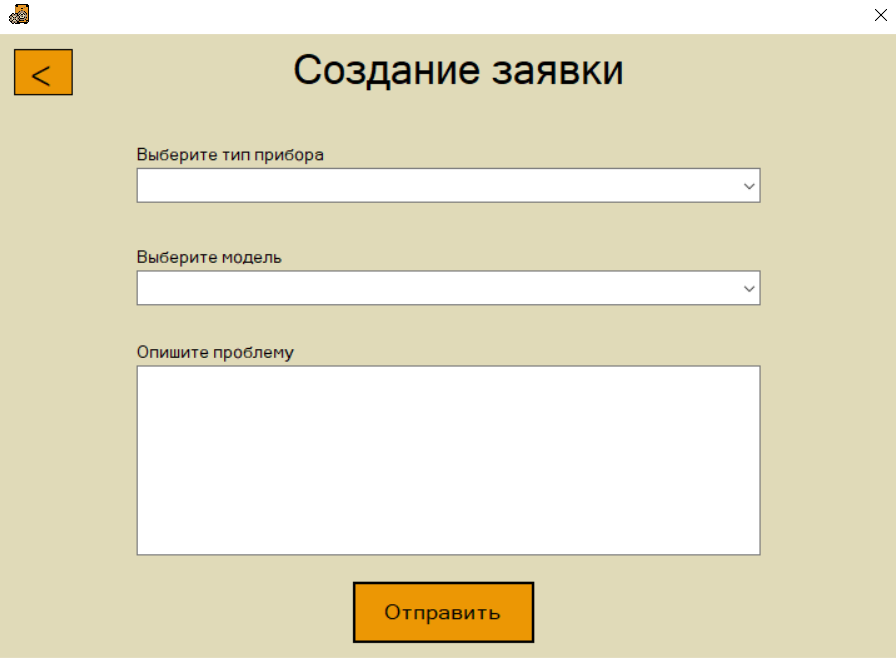 <
Создание заявки
Выберите тип прибора
Выберите модель
Опишите проблему
Отправить